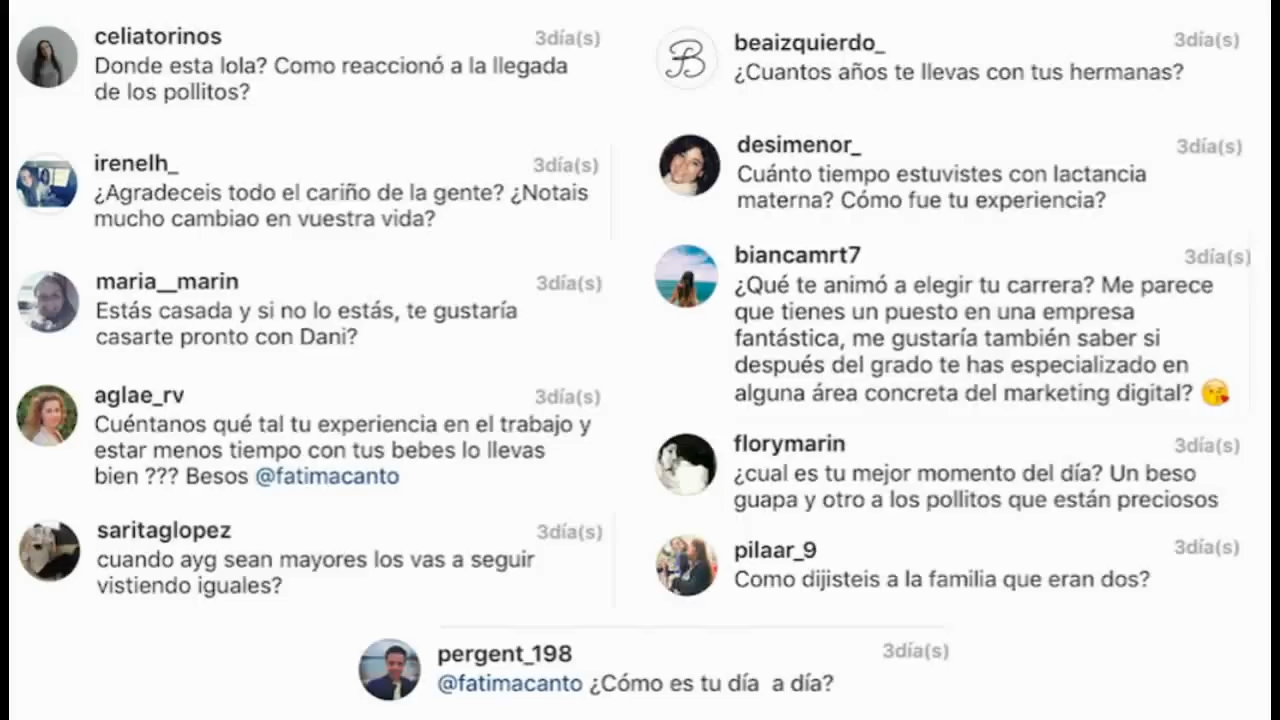 celiatorinos 3día(s)
Donde esta lola? Como reaccionó a la llegada
de los pollitos?
irenelh_ 3día(s)
¿Agradeceis todo el cariño de la gente? ¿Notais
mucho cambiao en vuestra vida?
maria__marin 3día(s)
Estás casada y si no lo estás, te gustaría
casarte pronto con Dani?
aglae_rv 3día(s)
Cuéntanos qué tal tu experiencia en el trabajo y
estar menos tiempo con tus bebes lo llevas
bien ??? Besos @fatimacanto
saritaglopez 3día(s)
cuando ayg sean mayores los vas a seguir
vistiendo iguales?
beaizquierdo_ 3día(s)
¿Cuantos años te llevas con tus hermanas?
desimenor_ 3día(s)
Cuánto tiempo estuvistes con lactancia
materna? Cómo fue tu experiencia?
biancamrt7 3día(s)
¿Qué te animó a elegir tu carrera? Me parece
que tienes un puesto en una empresa
fantástica, me gustaría también saber si
después del grado te has especializado en
alguna área concreta del marketing digital? 😘
florymarin 3día(s)
¿cual es tu mejor momento del día? Un beso
guapa y otro a los pollitos que están preciosos
pilaar_9 3día(s)
Como dijisteis a la familia que eran dos?
pergent_198 3día(s)
@fatimacanto ¿Cómo es tu día  a día?